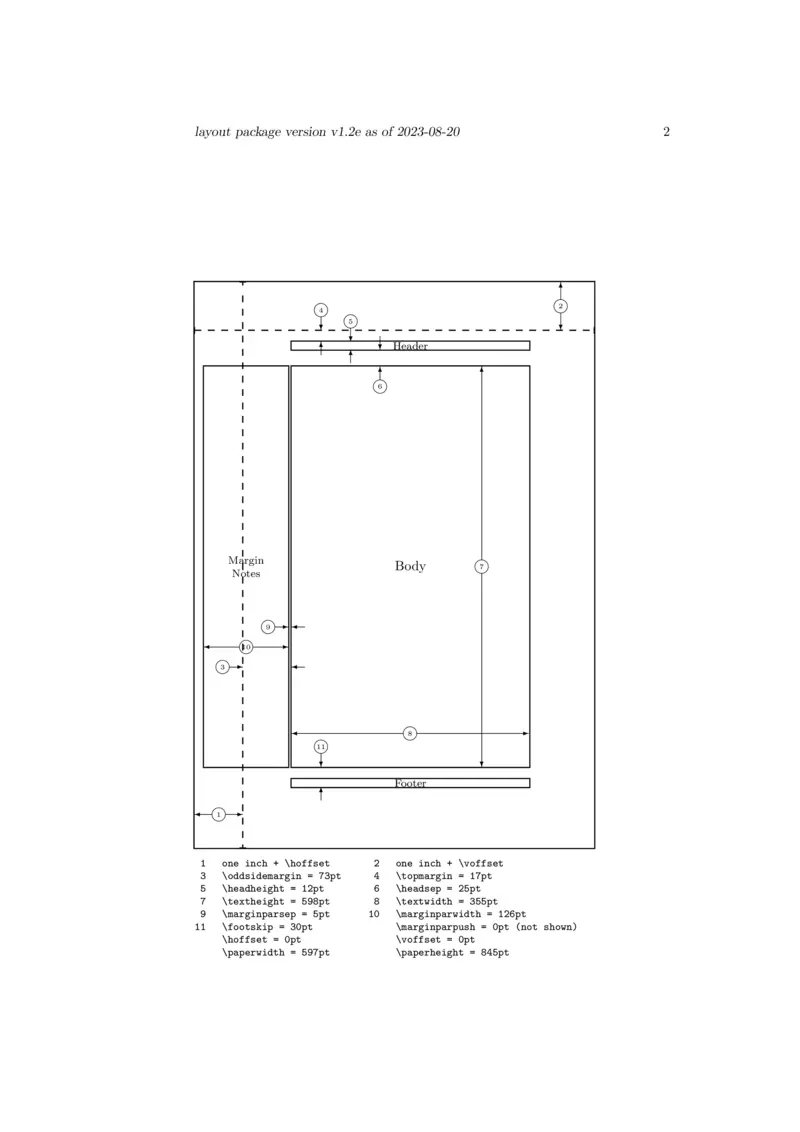 layout package version v1.2e as of 2023-08-20 2
2
4
5
Header
6
Margin
Notes
Body
7
9
10
3
8
11
Footer
1
1 one inch + \hoffset 2 one inch + \voffset
3 \oddsidemargin = 73pt 4 \topmargin = 17pt
5 \headheight = 12pt 6 \headsep = 25pt
7 \textheight = 598pt 8 \textwidth = 355pt
9 \marginparsep = 5pt 10 \marginparwidth = 126pt
11 \footskip = 30pt \marginparpush = 0pt (not shown)
\hoffset = 0pt \voffset = 0pt
\paperwidth = 597pt \paperheight = 845pt